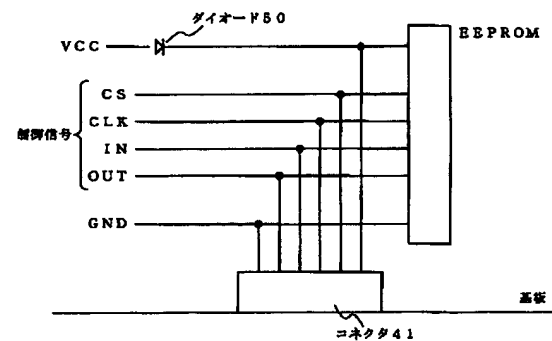 ダイオード50
VCC
EEPROM
CS
CLK
制御信号
IN
OUT
GND
基板
コネクタ41